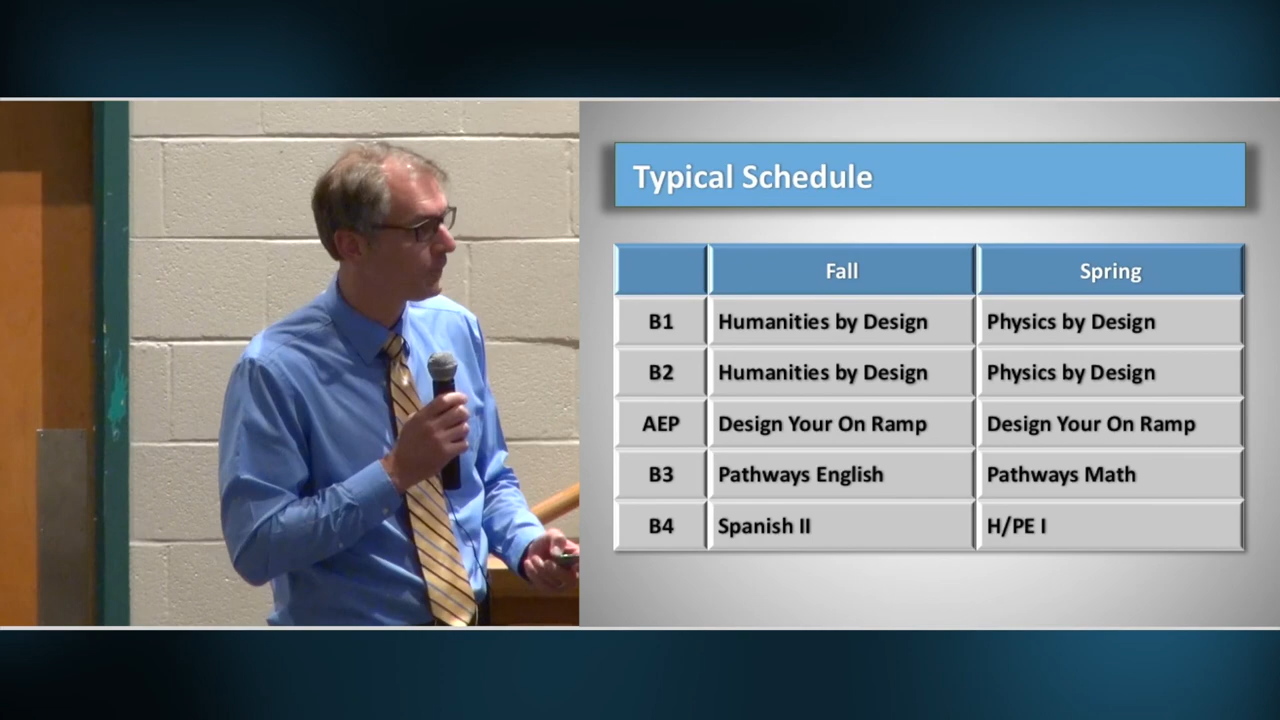 Typical Schedule
Fall Spring
B1 Humanities by Design Physics by Design
B2 Humanities by Design Physics by Design
AEP Design Your On Ramp Design Your On Ramp
B3 Pathways English Pathways Math
B4 Spanish II H/PE I